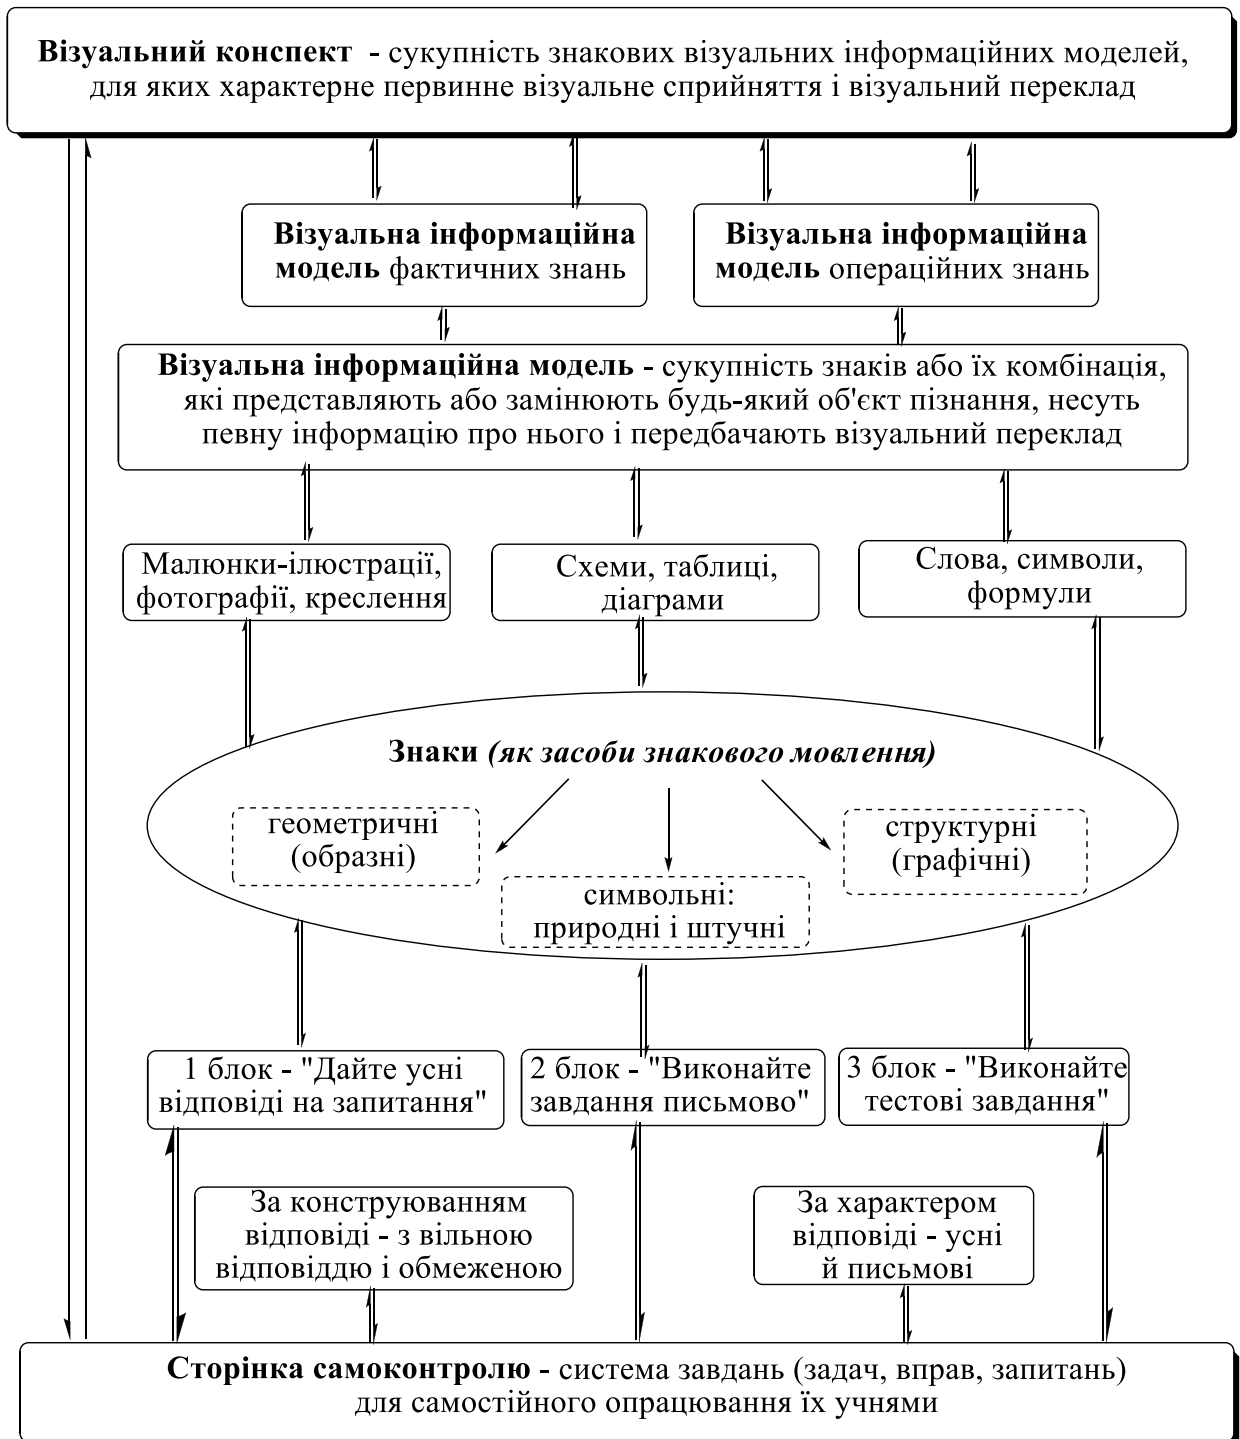 Візуальний конспект - сукупність знакових візуальних інформаційних моделей,
для яких характерне первинне візуальне сприйняття і візуальний переклад
Візуальна інформаційна
модель фактичних знань
Візуальна інформаційна
модель операційних знань
Візуальна інформаційна модель - сукупність знаків або їх комбінація,
які представляють або замінюють будь-який об'єкт пізнання, несуть
певну інформацію про нього і передбачають візуальний переклад
Малюнки-ілюстрації,
фотографії, креслення
Схеми, таблиці,
діаграми
Слова, символи,
формули
Знаки (як засоби знакового мовлення)
геометричні
(образні)
символьні:
природні і штучні
структурні
(графічні)
1 блок - "Дайте усні
відповіді на запитання"
2 блок - "Виконайте
завдання письмово"
3 блок - "Виконайте
тестові завдання"
За конструюванням
відповіді - з вільною
відповіддю і обмеженою
За характером
відповіді - усні
й письмові
Сторінка самоконтролю - система завдань (задач, вправ, запитань)
для самостійного опрацювання їх учнями